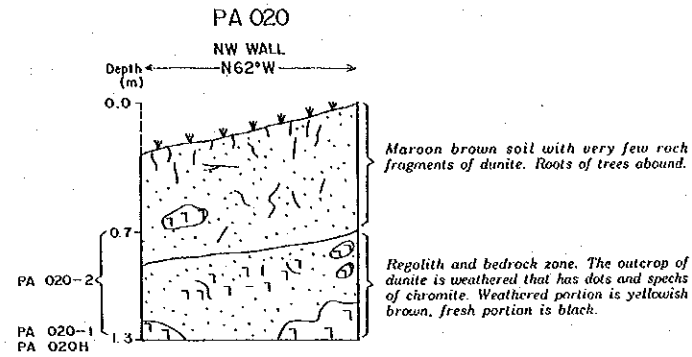 PA 020
NW WALL
Depth
N62°W
(m)
0.0
Maroon brown soil with very few rock
fragments of dunite. Roots of trees abound.
0.7
PA 020-2
Regolith and bedrock zone. The outcrop of
dunite is weathered that has dots and specks
of chromite. Weathered portion is yellowish
brown, fresh portion is black.
PA 020-1
1.3
PA 020H